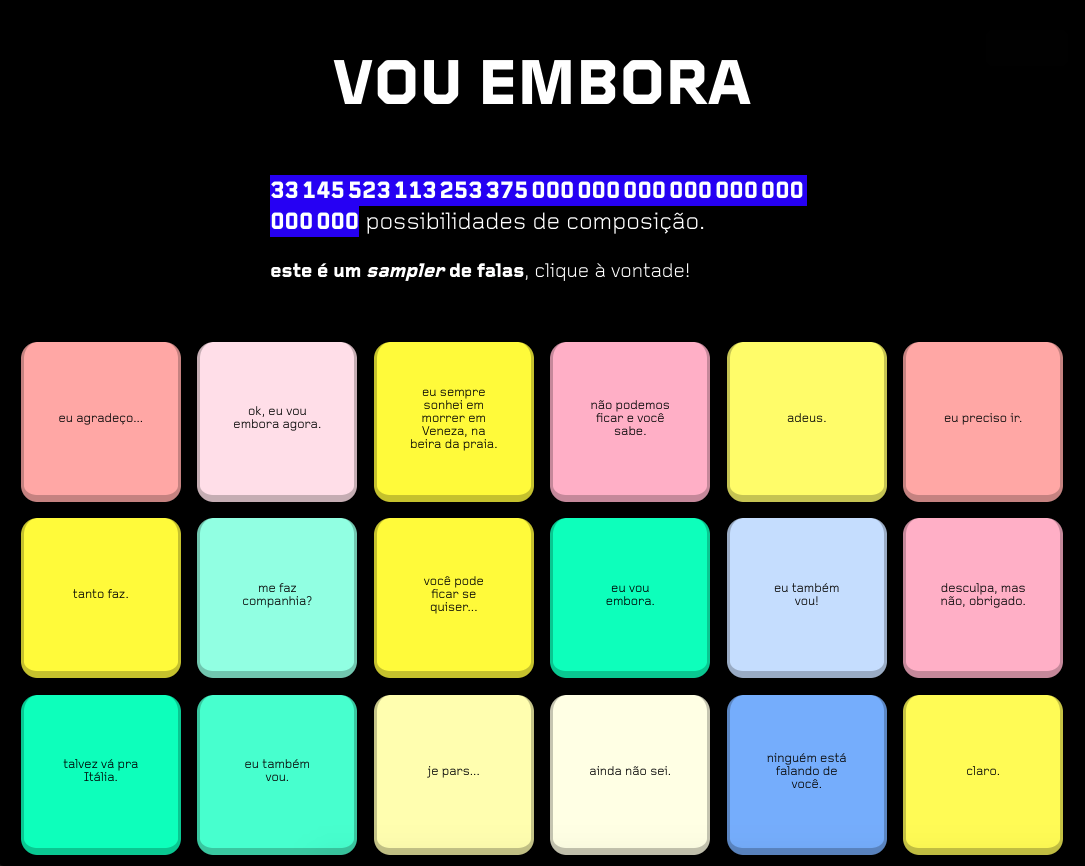 VOU EMBORA
33 145 523 113 253 375 000 000 000 000 000 000
000 000 possibilidades de composição.
este é um sampler de falas, clique à vontade!
eu agradeço...
ok, eu vou
embora agora.
eu sempre
sonhei em
morrer em
Veneza, na
beira da praia.
não podemos
ficar e você
sabe.
adeus.
eu preciso ir.
tanto faz.
me faz
companhia?
você pode
ficar se
quiser...
eu vou
embora.
eu também
vou!
desculpa, mas
não, obrigado.
talvez vá pra
Itália.
eu também
vou.
je pars...
ainda não sei.
ninguém está
falando de
você.
claro.